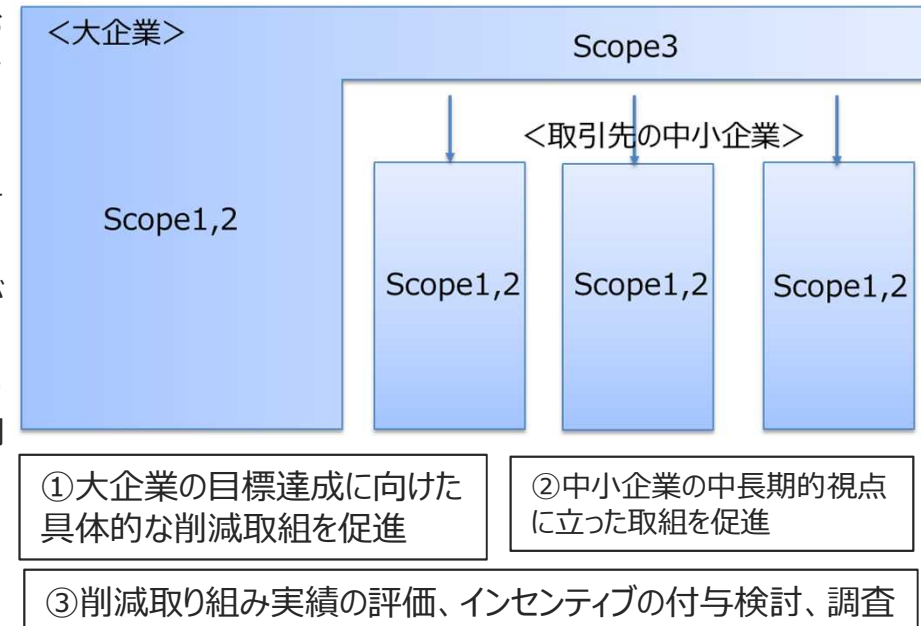 ＜大企業＞
Scope3
＜取引先の中小企業＞
Scope1,2
Scope1,2
Scope1,2
Scope1,2
①大企業の目標達成に向けた
具体的な削減取組を促進
②中小企業の中長期的視点
に立った取組を促進
③削減取り組み実績の評価、インセンティブの付与検討、調査